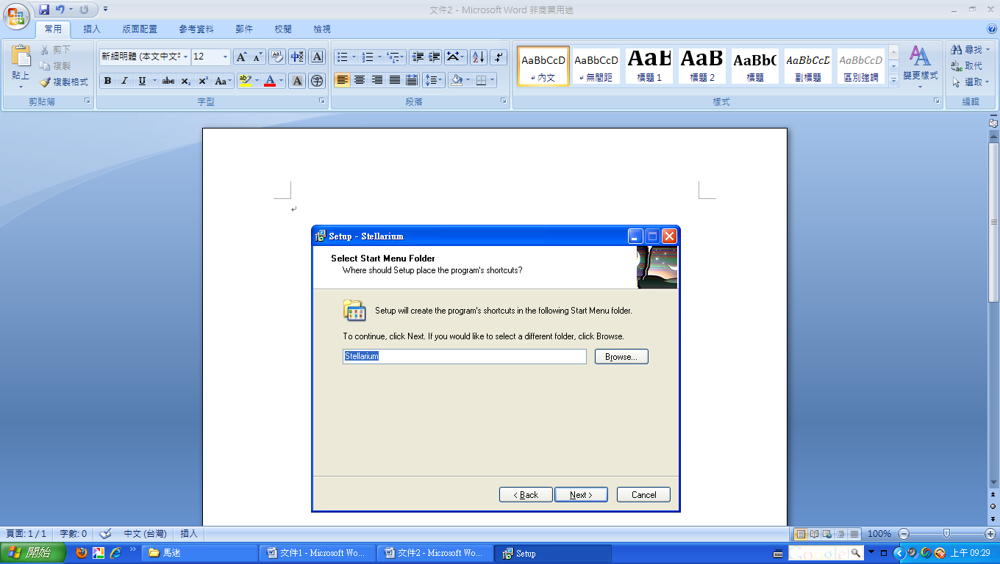 文件2 - Microsoft Word 非商業用途
常用 插入 版面配置 參考資料 郵件 校閱 檢視
貼上
剪下
複製
複製格式
剪貼簿
新細明體 (本文中文字 12
B I U abc x₂ x² Aa
字型
段落
AaBbCcD AaBbCcD AaB AaB AaBbC AaBbCcD AaBbCcD
內文 無間距 標題 1 標題 2 標題 副標題 區別強調
變更樣式
樣式
尋找
取代
選取
編輯
Setup - Stellarium
Select Start Menu Folder
Where should Setup place the program's shortcuts?
Setup will create the program's shortcuts in the following Start Menu folder.
To continue, click Next. If you would like to select a different folder, click Browse.
Stellarium Browse...
< Back Next > Cancel
頁面: 1 / 1 字數: 0 中文 (台灣) 插入 100%
開始 馬迷 文件1 - Microsoft Wo... 文件2 - Microsoft Wo... Setup Google 上午 09:29